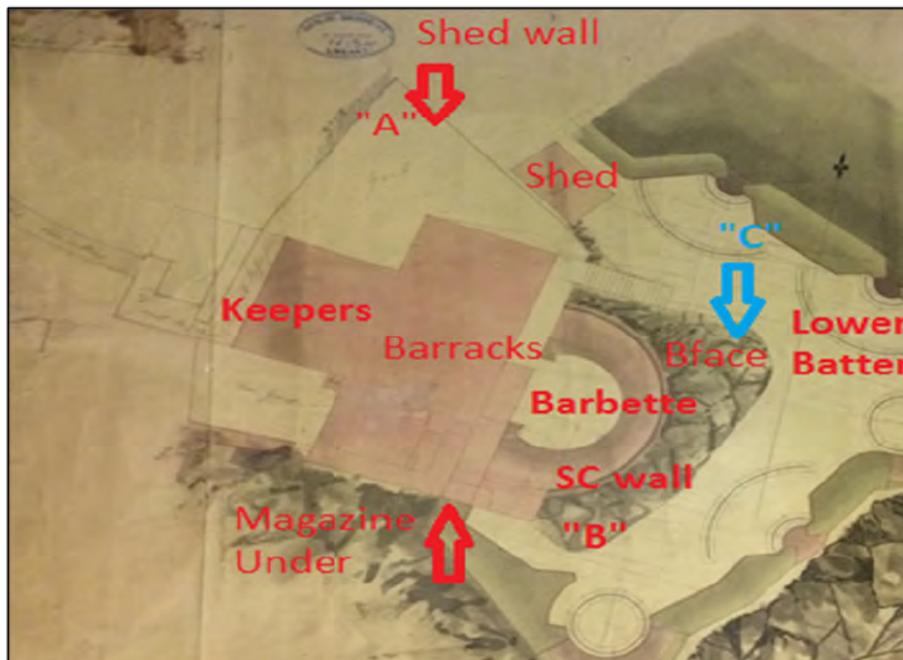 Shed wall
"A"
Shed
"C"
Keepers
Lower
Barracks
Bface
Batter
Barbette
SC wall
Magazine
"B"
Under